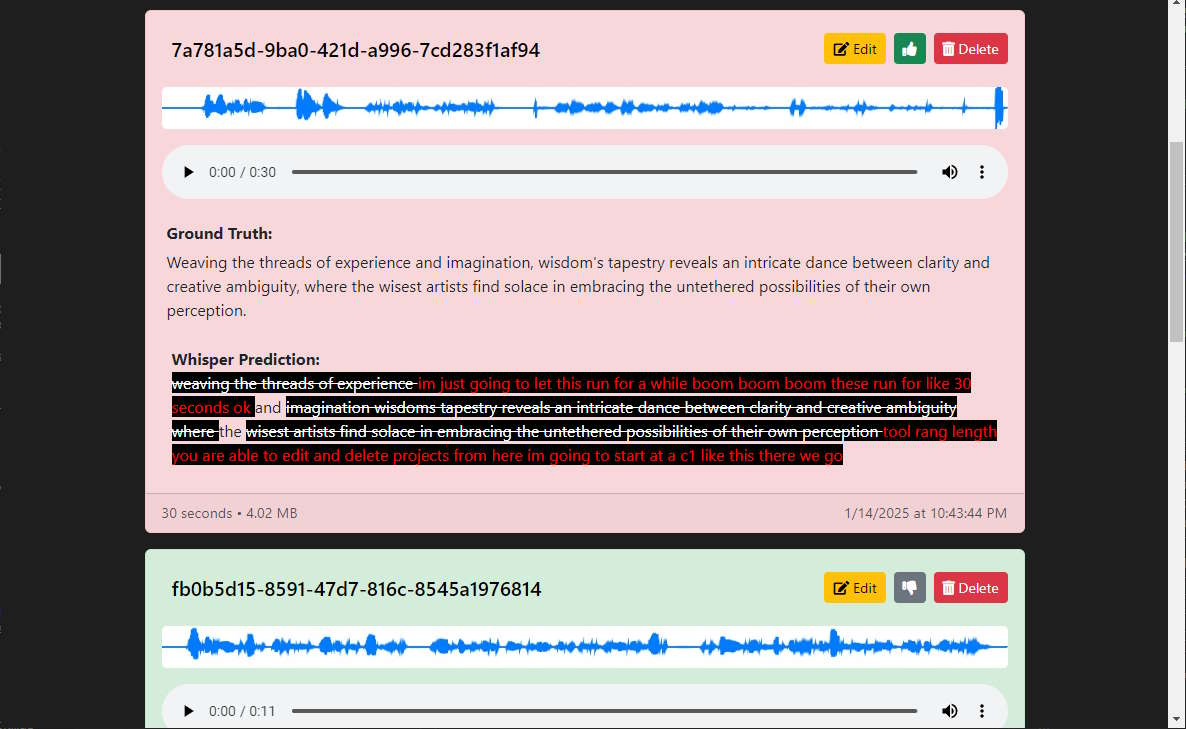 7a781a5d-9ba0-421d-a996-7cd283f1af94
Edit
Delete
0:00 / 0:30
Ground Truth:
Weaving the threads of experience and imagination, wisdom's tapestry reveals an intricate dance between clarity and
creative ambiguity, where the wisest artists find solace in embracing the untethered possibilities of their own
perception.
Whisper Prediction:
weaving the threads of experience im just going to let this run for a while boom boom boom these run for like 30
seconds ok and imagination wisdoms tapestry reveals an intricate dance between clarity and creative ambiguity
where the wisest artists find solace in embracing the untethered possibilities of their own perception tool rang length
you are able to edit and delete projects from here im going to start at a c1 like this there we go
30 seconds • 4.02 MB
1/14/2025 at 10:43:44 PM
fb0b5d15-8591-47d7-816c-8545a1976814
Edit
Delete
0:00 / 0:11